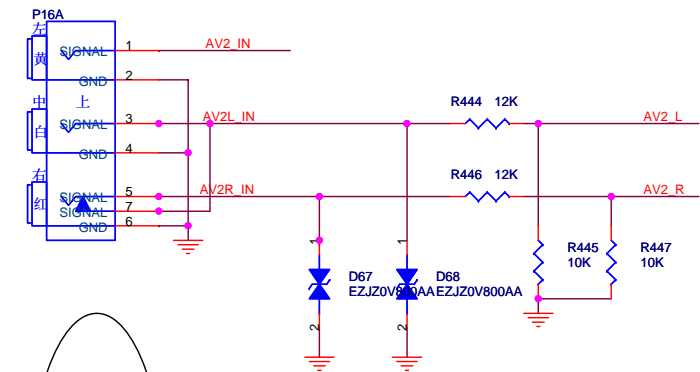 P16A
左
黄
SIGNAL
1
AV2_IN
GND
2
中
上
白
SIGNAL
3
AV2L_IN
R444 12K
AV2_L
GND
4
右
红
SIGNAL
5
AV2R_IN
R446 12K
AV2_R
SIGNAL
7
GND
6
1
1
D67
EZJZ0V800AA
D68
EZJZ0V800AA
2
2
R445
10K
R447
10K